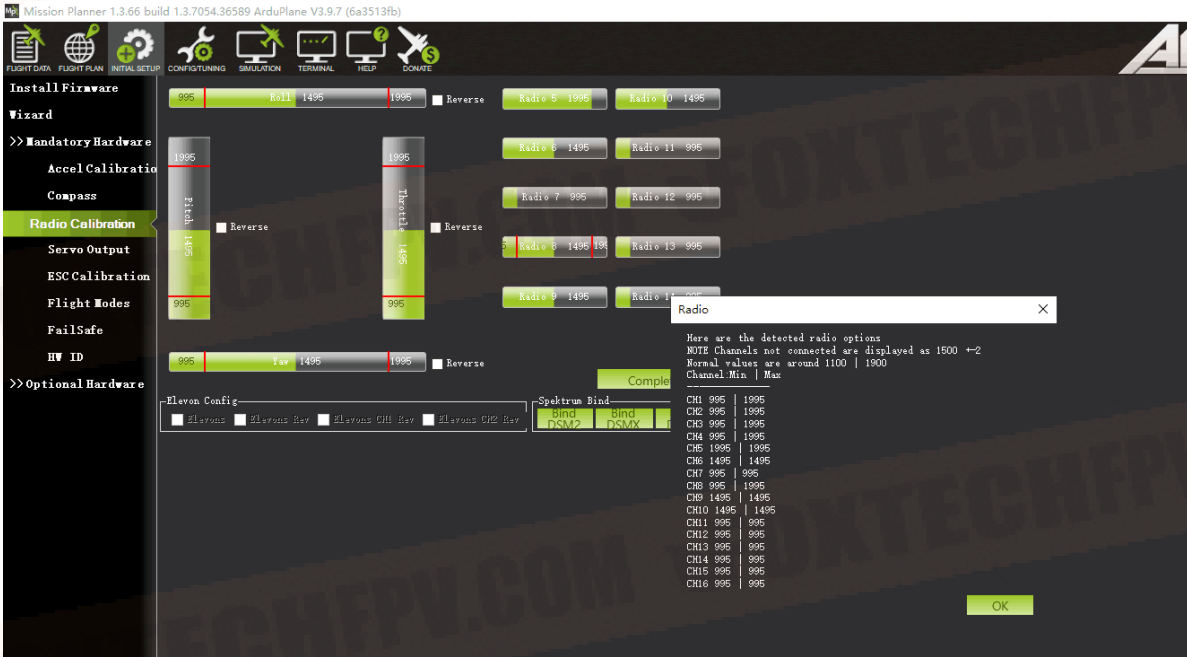 Mission Planner 1.3.66 build 1.3.7054.36589 ArduPlane V3.9.7 (6a3513fb)
FLIGHT DATA FLIGHT PLAN INITIAL SETUP CONFIG/TUNING SIMULATION TERMINAL HELP DONATE
Install Firmware
Wizard
>> Mandatory Hardware
Accel Calibratio
Compass
Radio Calibration
Servo Output
ESC Calibration
Flight Modes
FailSafe
HW ID
>> Optional Hardware
995 Roll 1495 1995 Reverse
1995
Pitch 1495
995
Reverse
1995
Throttle 1495
995
Reverse
995 Yaw 1495 1995 Reverse
Radio 5 1995 Radio 10 1495
Radio 6 1495 Radio 11 995
Radio 7 995 Radio 12 995
Radio 8 1495 Radio 13 995
Radio 9 1495
Comple
Elevon Config
Elevons Elevons Rev Elevons CH1 Rev Elevons CH2 Rev
Spektrum Bind
Bind DSM2 Bind DSMX
Radio
Here are the detected radio options
NOTE Channels not connected are displayed as 1500 +-2
Normal values are around 1100 | 1900
Channel:Min | Max
--------------------
CH1 995 | 1995
CH2 995 | 1995
CH3 995 | 1995
CH4 995 | 1995
CH5 1995 | 1995
CH6 1495 | 1495
CH7 995 | 995
CH8 995 | 1995
CH9 1495 | 1495
CH10 1495 | 1495
CH11 995 | 995
CH12 995 | 995
CH13 995 | 995
CH14 995 | 995
CH15 995 | 995
CH16 995 | 995
OK